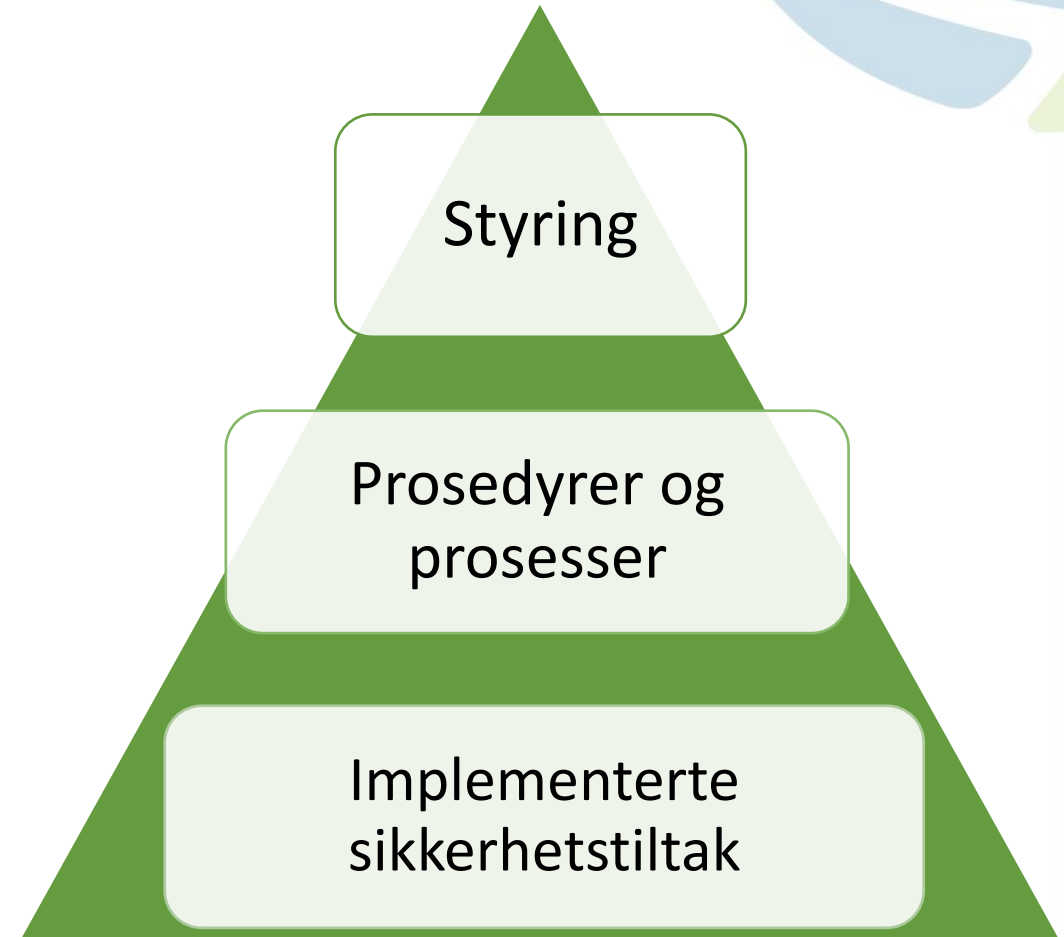 Styring
Prosedyrer og
prosesser
Implementerte
sikkerhetstiltak